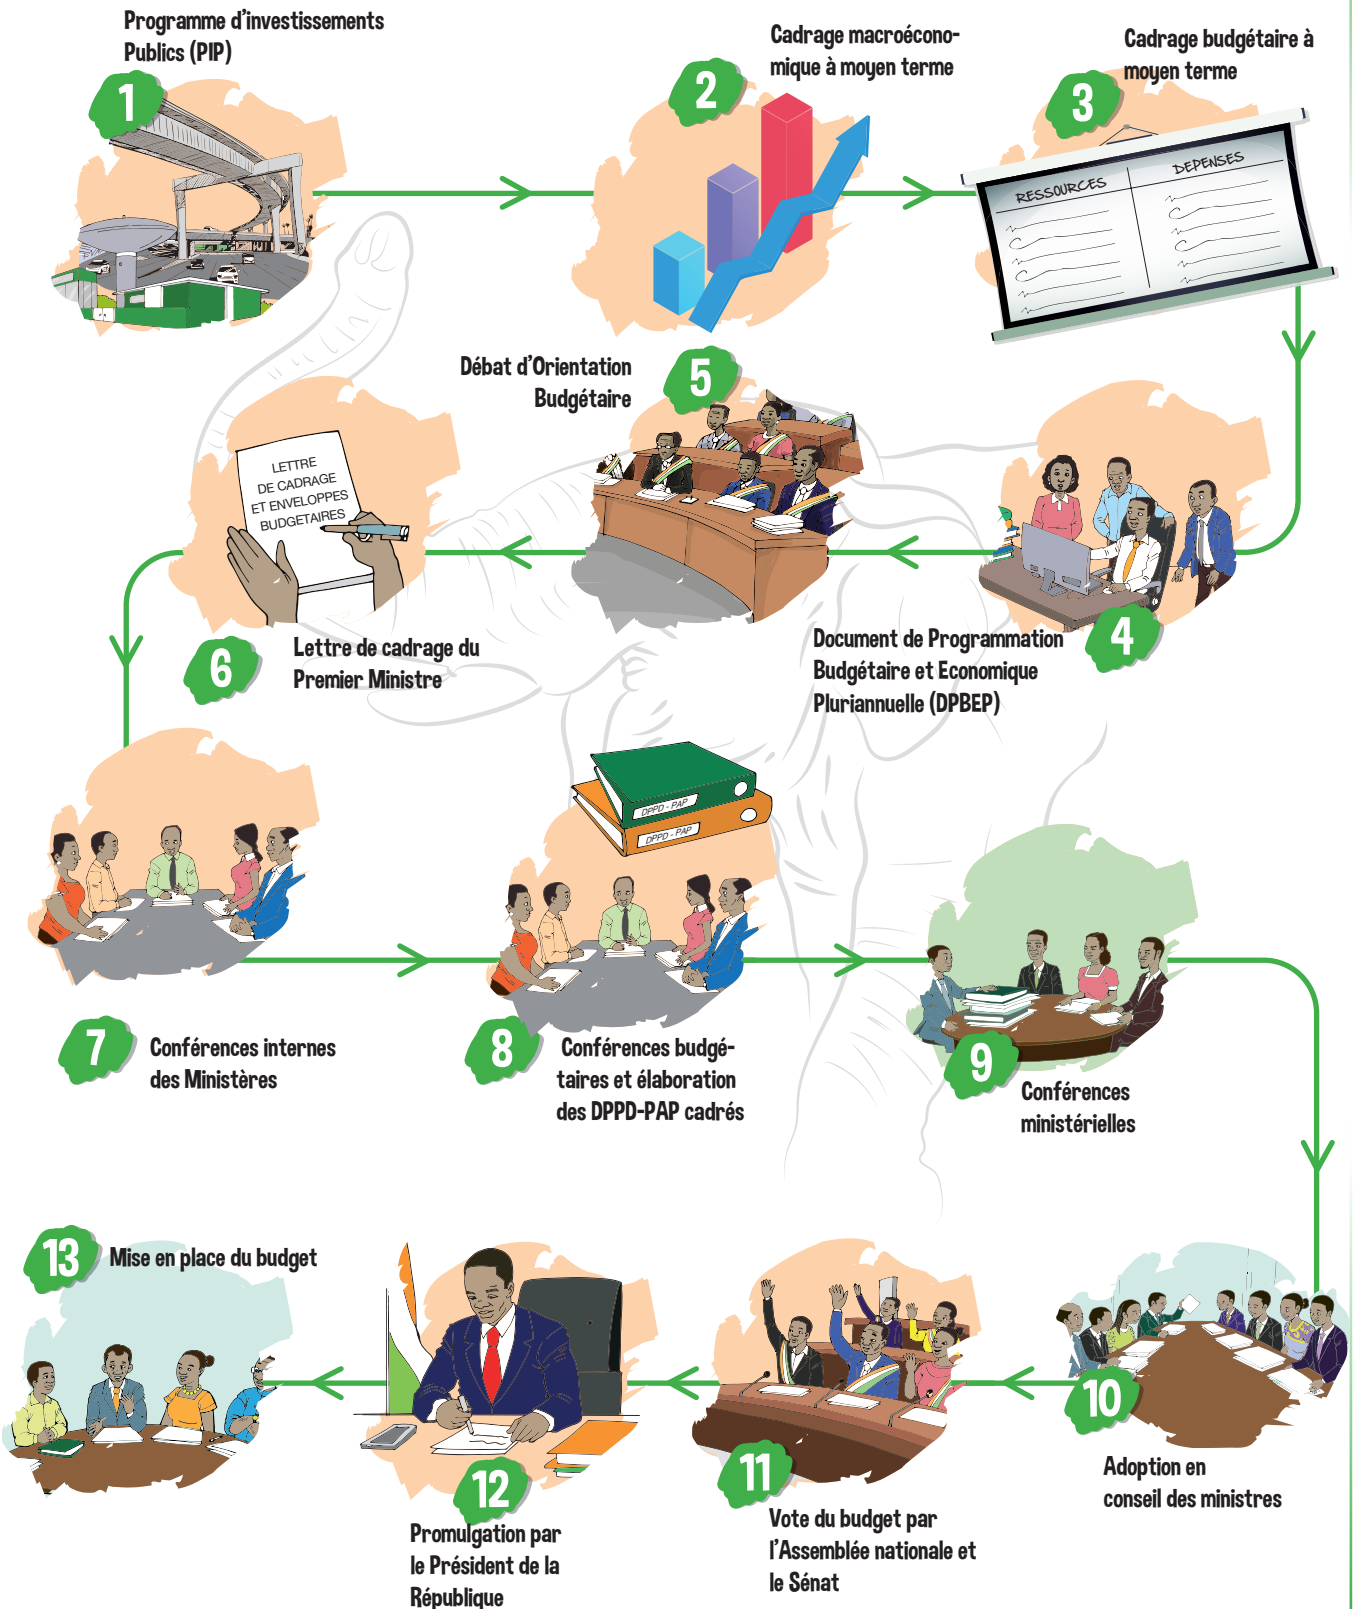 1
Programme d'investissements
Publics (PIP)
2
Cadrage macroécono-
mique à moyen terme
3
Cadrage budgétaire à
moyen terme
RESSOURCES
DEPENSES
4
Document de Programmation
Budgétaire et Economique
Pluriannuelle (DPBEP)
5
Débat d'Orientation
Budgétaire
LETTRE
DE CADRAGE
ET ENVELOPPES
BUDGETAIRES
6
Lettre de cadrage du
Premier Ministre
7
Conférences internes
des Ministères
DPPD - PAP
DPPD - PAP
8
Conférences budgé-
taires et élaboration
des DPPD-PAP cadrés
9
Conférences
ministérielles
10
Adoption en
conseil des ministres
11
Vote du budget par
l'Assemblée nationale et
le Sénat
12
Promulgation par
le Président de la
République
13
Mise en place du budget